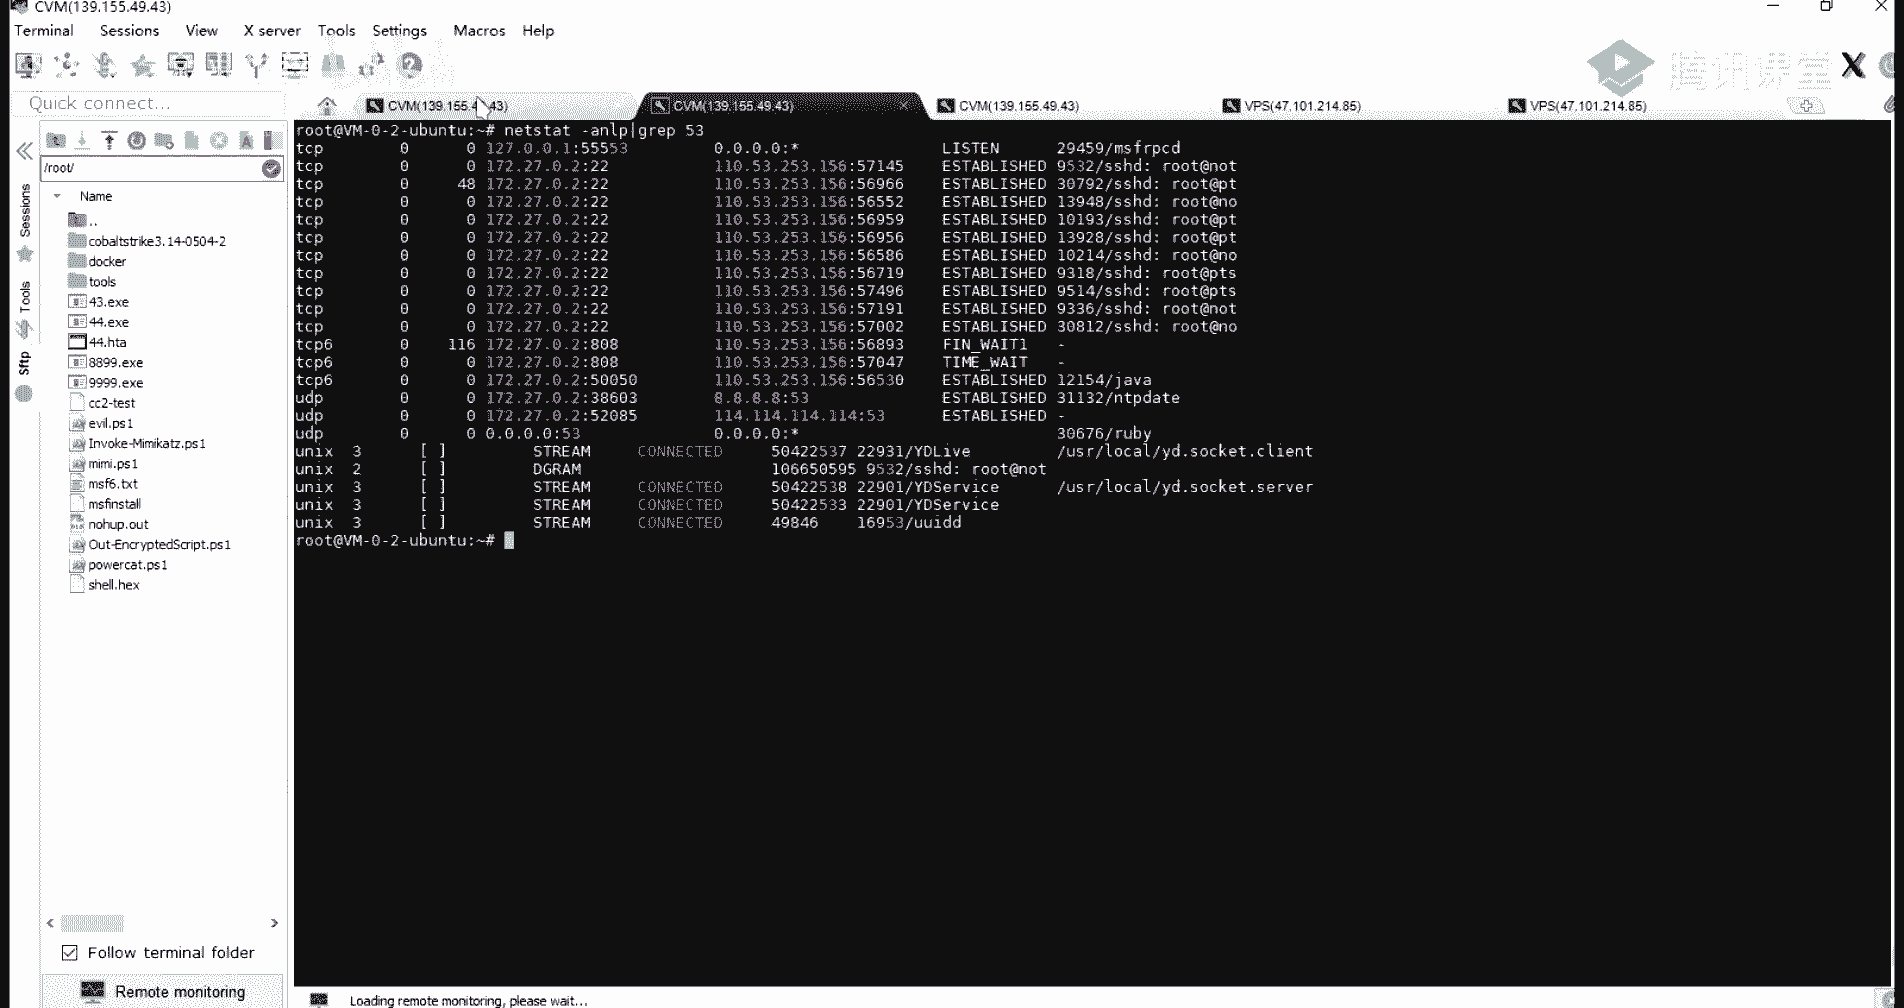 CVM(139.155.49.43)
Terminal Sessions View X server Tools Settings Macros Help
腾讯课堂
Quick connect...
CVM(139.155.49.43) CVM(139.155.49.43) CVM(139.155.49.43) VPS(47.101.214.85) VPS(47.101.214.85)
/root/
Sessions
Tools
Sftp
Name
..
cobaltstrike3.14-0504-2
docker
tools
43.exe
44.exe
44.hta
8899.exe
9999.exe
cc2-test
evil.ps1
Invoke-Mimikatz.ps1
mimi.ps1
msf6.txt
msfinstall
nohup.out
Out-EncryptedScript.ps1
powercat.ps1
shell.hex
Follow terminal folder
Remote monitoring
root@VM-0-2-ubuntu:~# netstat -anlp|grep 53
tcp 0 0 127.0.0.1:55553 0.0.0.0:* LISTEN 29459/msfrpcd
tcp 0 0 172.27.0.2:22 110.53.253.156:57145 ESTABLISHED 9532/sshd: root@not
tcp 0 48 172.27.0.2:22 110.53.253.156:56966 ESTABLISHED 30792/sshd: root@pt
tcp 0 0 172.27.0.2:22 110.53.253.156:56552 ESTABLISHED 13948/sshd: root@no
tcp 0 0 172.27.0.2:22 110.53.253.156:56959 ESTABLISHED 10193/sshd: root@pt
tcp 0 0 172.27.0.2:22 110.53.253.156:56956 ESTABLISHED 13928/sshd: root@pt
tcp 0 0 172.27.0.2:22 110.53.253.156:56586 ESTABLISHED 10214/sshd: root@no
tcp 0 0 172.27.0.2:22 110.53.253.156:56719 ESTABLISHED 9318/sshd: root@pts
tcp 0 0 172.27.0.2:22 110.53.253.156:57496 ESTABLISHED 9514/sshd: root@pts
tcp 0 0 172.27.0.2:22 110.53.253.156:57191 ESTABLISHED 9336/sshd: root@not
tcp 0 0 172.27.0.2:22 110.53.253.156:57002 ESTABLISHED 30812/sshd: root@no
tcp6 0 116 172.27.0.2:808 110.53.253.156:56893 FIN_WAIT1 -
tcp6 0 0 172.27.0.2:808 110.53.253.156:57047 TIME_WAIT -
tcp6 0 0 172.27.0.2:50050 110.53.253.156:56530 ESTABLISHED 12154/java
udp 0 0 172.27.0.2:38603 8.8.8.8:53 ESTABLISHED 31132/ntpdate
udp 0 0 172.27.0.2:52085 114.114.114.114:53 ESTABLISHED -
udp 0 0 0.0.0.0:53 0.0.0.0:* 30676/ruby
unix 3 [ ] STREAM CONNECTED 50422537 22931/YDLive /usr/local/yd.socket.client
unix 2 [ ] DGRAM 106650595 9532/sshd: root@not
unix 3 [ ] STREAM CONNECTED 50422538 22901/YDService /usr/local/yd.socket.server
unix 3 [ ] STREAM CONNECTED 50422533 22901/YDService
unix 3 [ ] STREAM CONNECTED 49846 16953/uuidd
root@VM-0-2-ubuntu:~#
Loading remote monitoring, please wait...